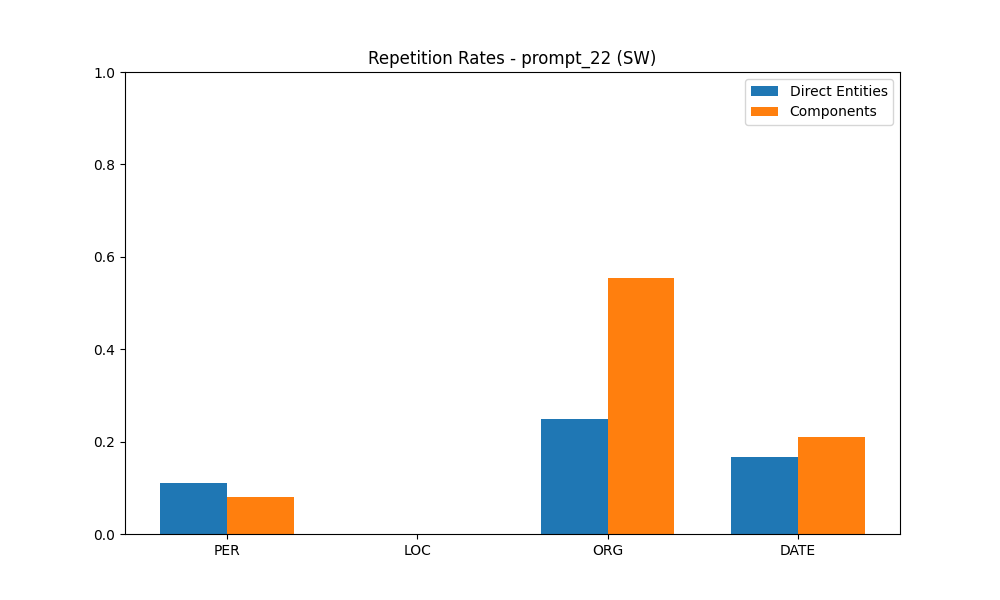 Repetition Rates - prompt_22 (SW)
Direct Entities
Components
1.0
0.8
0.6
0.4
0.2
0.0
PER LOC ORG DATE